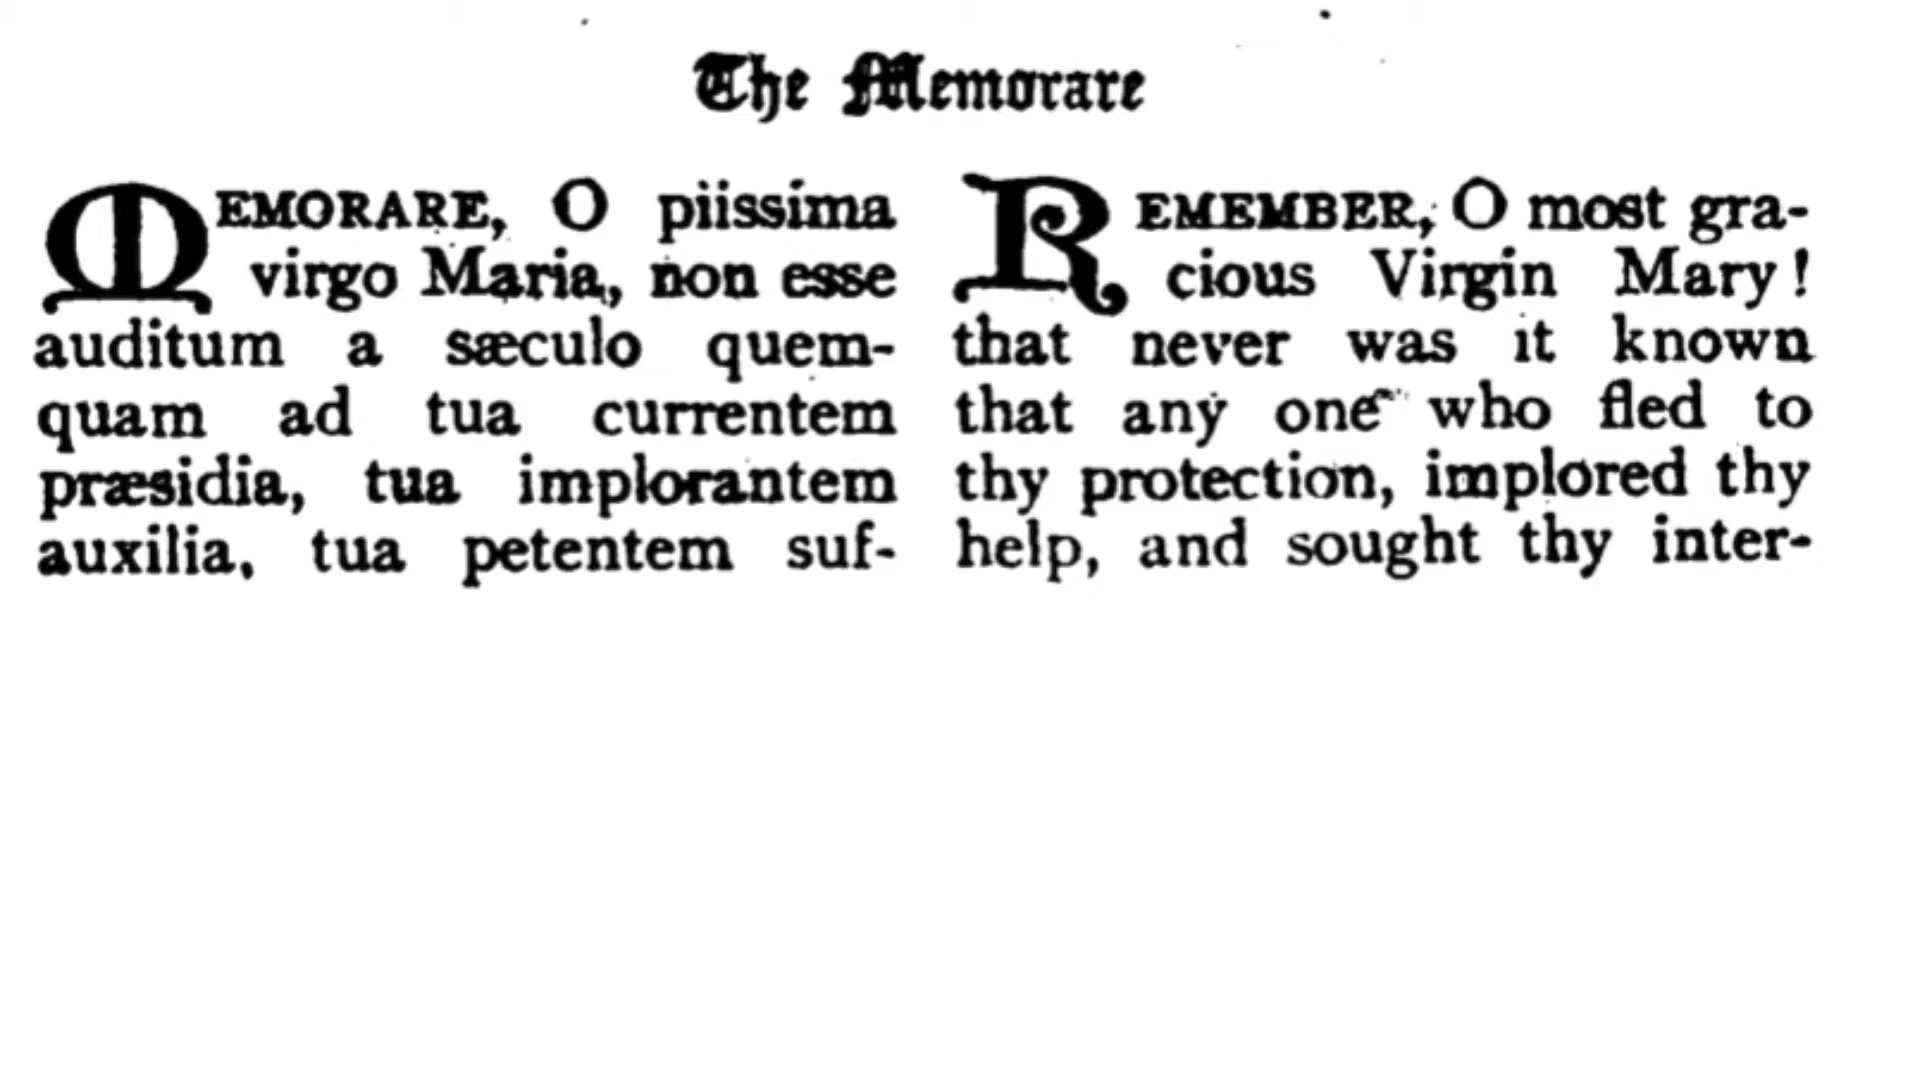 The Memorare
MEMORARE, O piissima
virgo Maria, non esse
auditum a sæculo quem-
quam ad tua currentem
præsidia, tua implorantem
auxilia, tua petentem suf-
REMEMBER, O most gra-
cious Virgin Mary!
that never was it known
that any one who fled to
thy protection, implored thy
help, and sought thy inter-